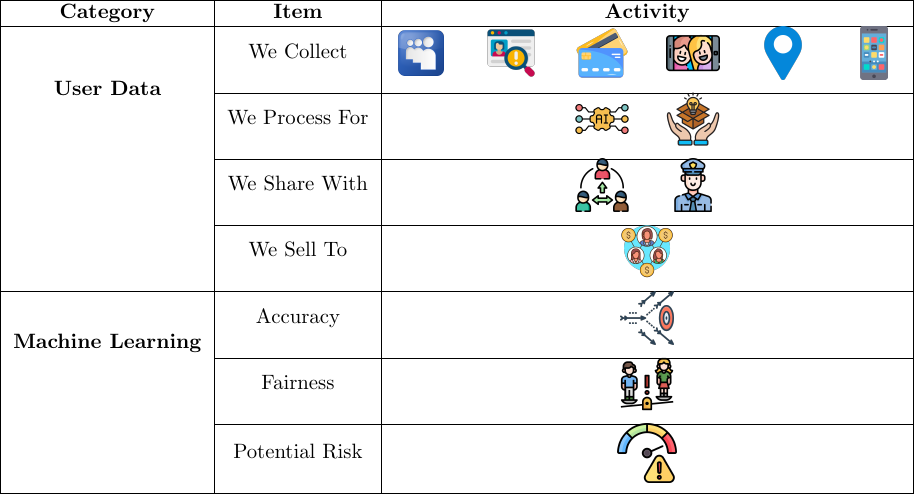 Category Item Activity
User Data
We Collect
We Process For
AI
We Share With
We Sell To
$ $
$
Machine Learning
Accuracy
Fairness
!
Potential Risk
!